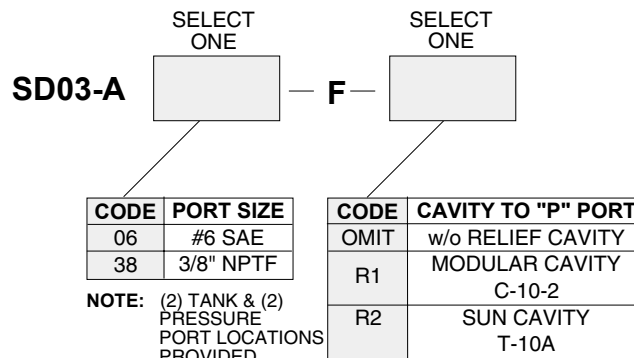 SELECT
ONE
SELECT
ONE
SD03-A — F —
CODE PORT SIZE
06 #6 SAE
38 3/8" NPTF
NOTE: (2) TANK & (2)
PRESSURE
PORT LOCATIONS
PROVIDED
CODE CAVITY TO "P" PORT
OMIT w/o RELIEF CAVITY
R1 MODULAR CAVITY
C-10-2
R2 SUN CAVITY
T-10A